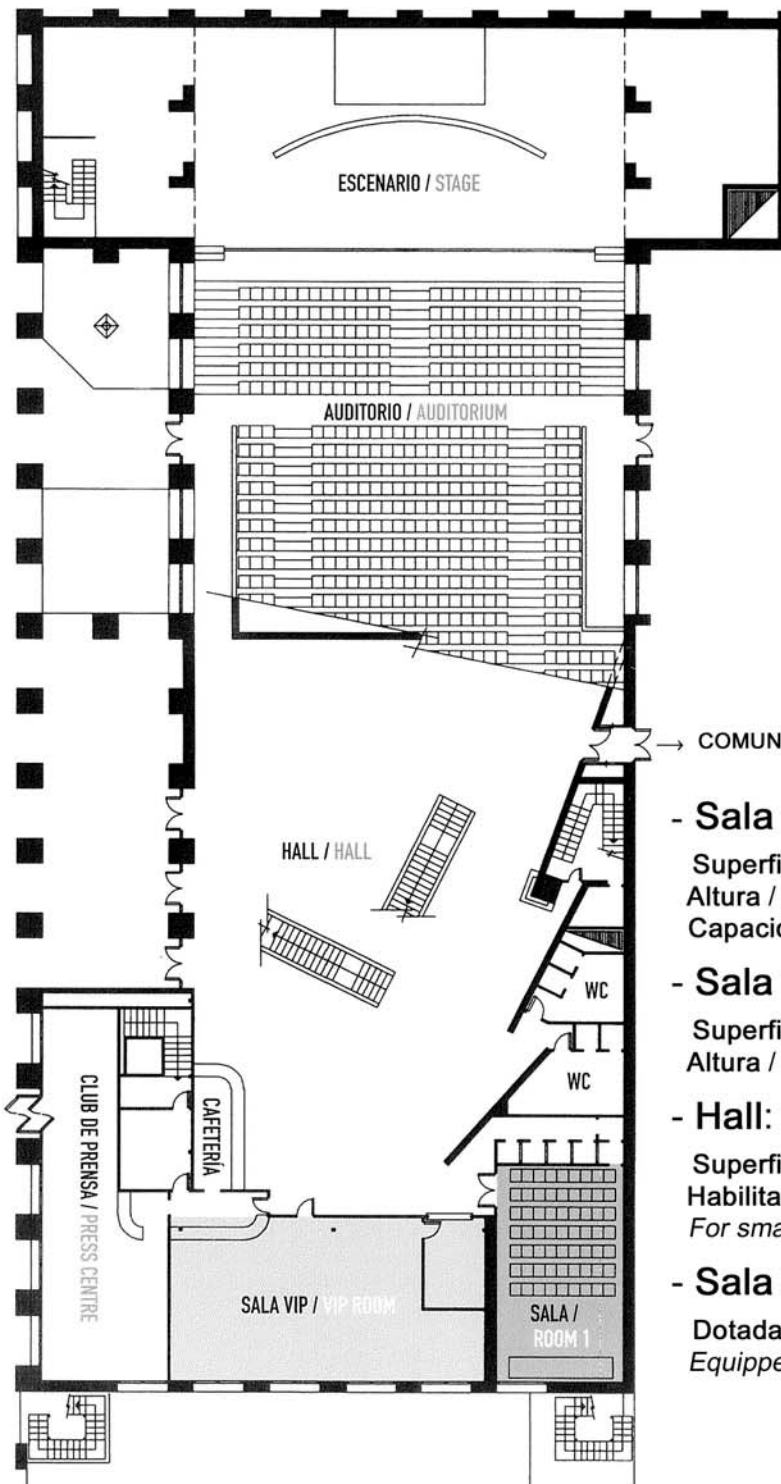 ESCENARIO / STAGE
AUDITORIO / AUDITORIUM
→ COMUN
HALL / HALL
WC
WC
CLUB DE PRENSA / PRESS CENTRE
CAFETERÍA
SALA VIP / VIP ROOM
SALA /
ROOM 1
- Sala
Superfi
Altura /
Capacid
- Sala
Superfi
Altura /
- Hall:
Superfi
Habilita
For sma
- Sala
Dotada
Equippe